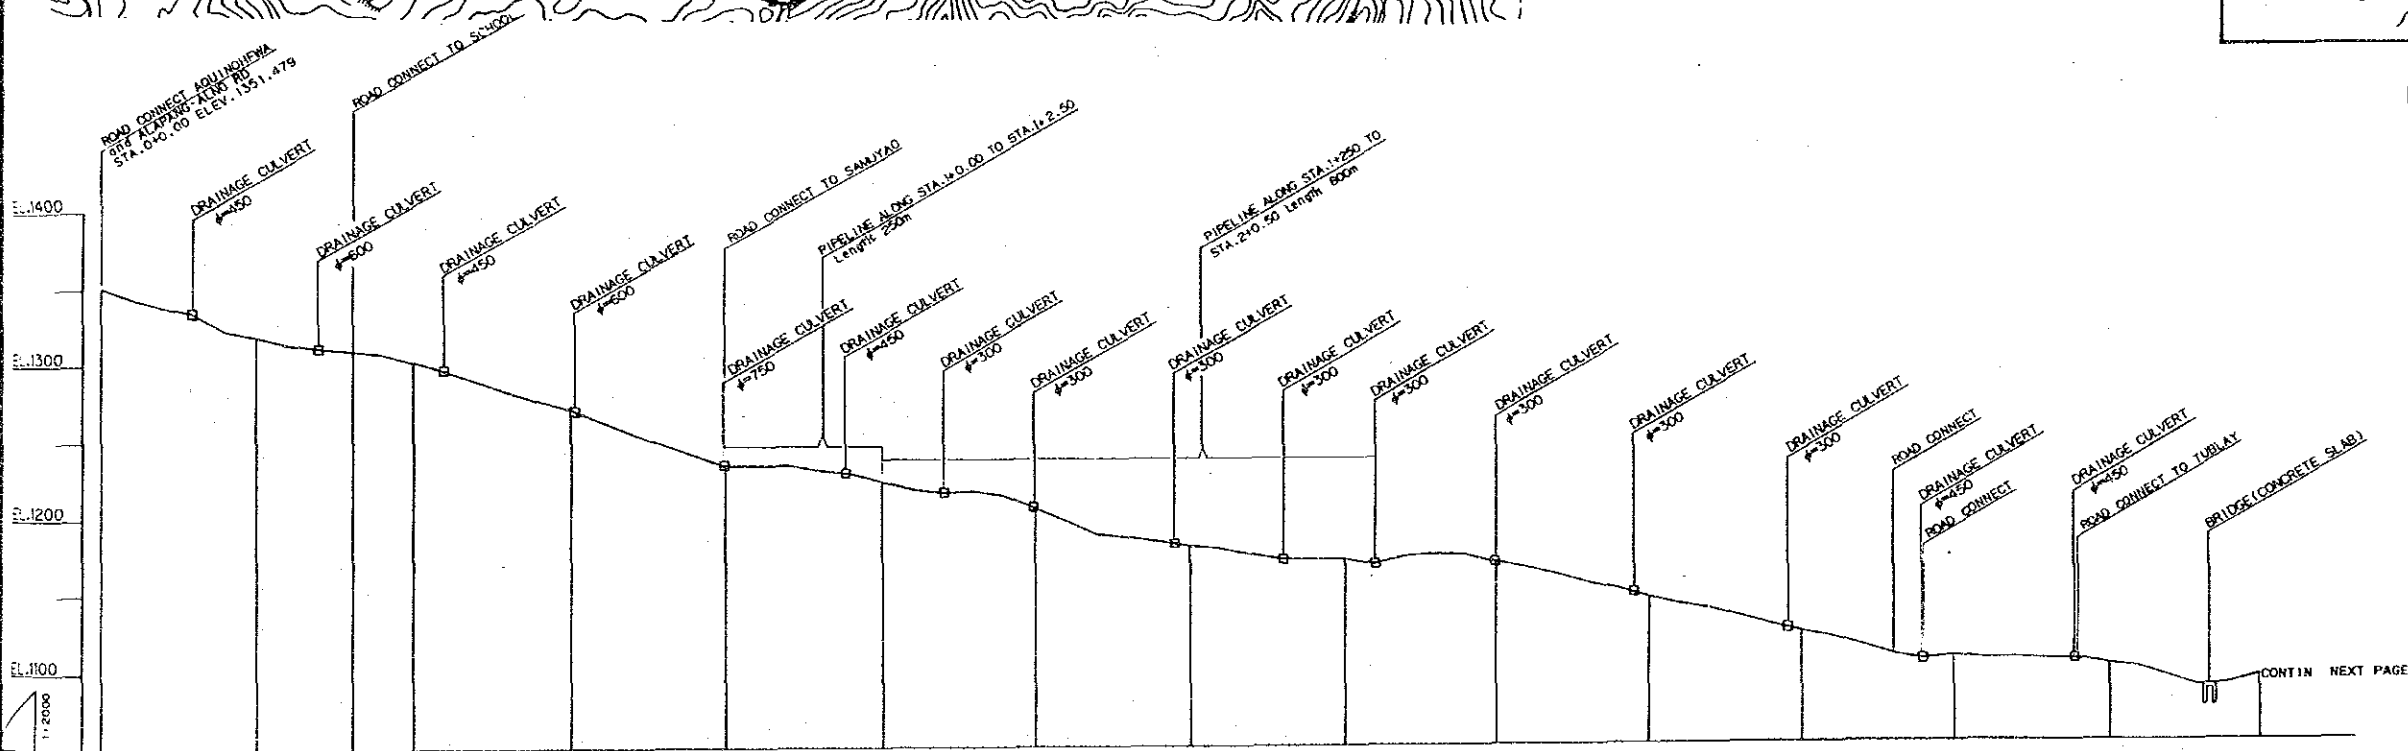 ROAD CONNECT AQUINOHEWA
and ALAPANG-ALNO RD
STA.0+0.00 ELEV.1351.479
DRAINAGE CULVERT
φ=450
ROAD CONNECT TO SCHOOL
DRAINAGE CULVERT
φ=600
DRAINAGE CULVERT
φ=450
DRAINAGE CULVERT
φ=600
ROAD CONNECT TO SAMUYAO
DRAINAGE CULVERT
φ=750
PIPELINE ALONG STA.1+0.00 TO STA.1+2.50
Length 250m
DRAINAGE CULVERT
φ=450
DRAINAGE CULVERT
φ=300
DRAINAGE CULVERT
φ=300
PIPELINE ALONG STA.1+250 TO
STA.2+0.50 Length 800m
DRAINAGE CULVERT
φ=300
DRAINAGE CULVERT
φ=300
DRAINAGE CULVERT
φ=300
DRAINAGE CULVERT
φ=300
DRAINAGE CULVERT
φ=300
DRAINAGE CULVERT
φ=300
ROAD CONNECT
DRAINAGE CULVERT
φ=450
ROAD CONNECT
DRAINAGE CULVERT
φ=450
ROAD CONNECT TO TUBLAY
BRIDGE(CONCRETE SLAB)
EL.1400
EL.1300
EL.1200
EL.1100
1:2000
CONTIN NEXT PAGE